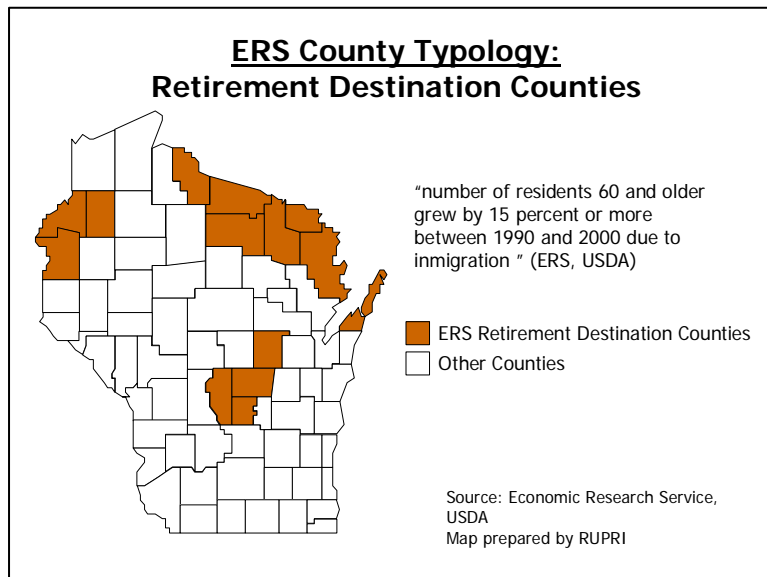 ERS County Typology:
Retirement Destination Counties
"number of residents 60 and older
grew by 15 percent or more
between 1990 and 2000 due to
inmigration " (ERS, USDA)
ERS Retirement Destination Counties
Other Counties
Source: Economic Research Service,
USDA
Map prepared by RUPRI